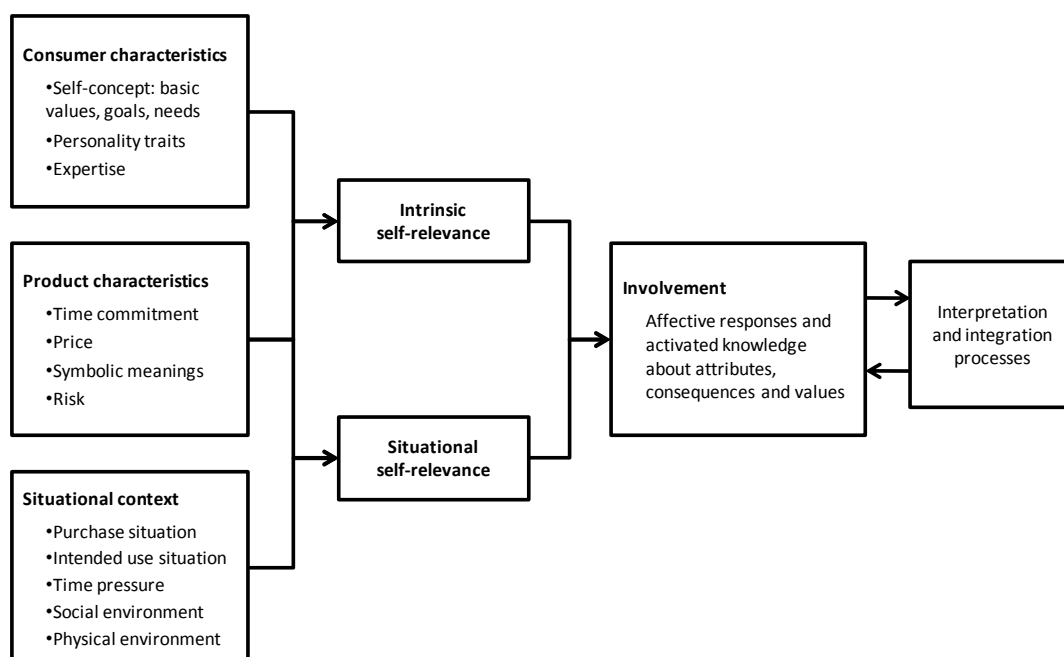 Consumer characteristics
•Self-concept: basic
values, goals, needs
•Personality traits
•Expertise
Product characteristics
•Time commitment
•Price
•Symbolic meanings
•Risk
Situational context
•Purchase situation
•Intended use situation
•Time pressure
•Social environment
•Physical environment
Intrinsic
self-relevance
Situational
self-relevance
Involvement
Affective responses and
activated knowledge
about attributes,
consequences and values
Interpretation
and integration
processes